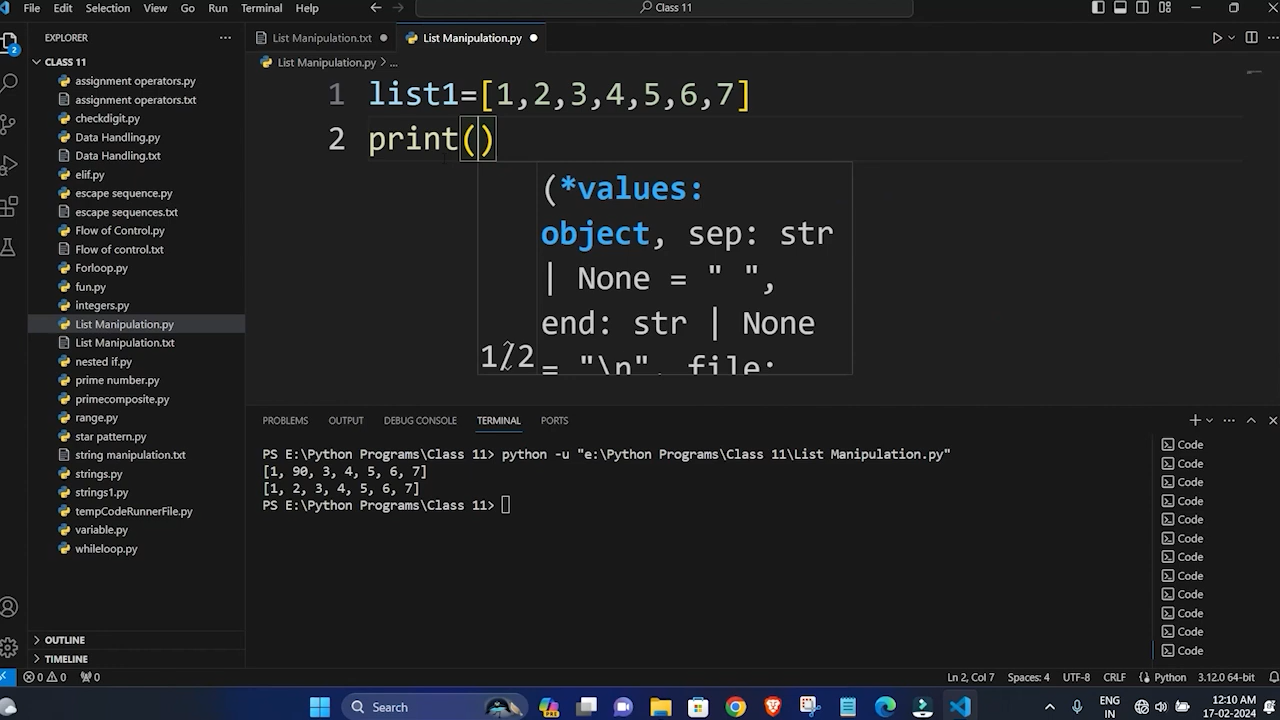 File Edit Selection View Go Run Terminal Help
Class 11
EXPLORER
List Manipulation.txt
List Manipulation.py
CLASS 11
List Manipulation.py > ...
assignment operators.py
assignment operators.txt
checkdigit.py
Data Handling.py
Data Handling.txt
elif.py
escape sequence.py
escape sequences.txt
Flow of Control.py
Flow of control.txt
Forloop.py
fun.py
integers.py
List Manipulation.py
List Manipulation.txt
nested if.py
prime number.py
primecomposite.py
range.py
star pattern.py
string manipulation.txt
strings.py
strings1.py
tempCodeRunnerFile.py
variable.py
whileloop.py
OUTLINE
TIMELINE
2
1 list1=[1,2,3,4,5,6,7]
2 print()
(*values:
object, sep: str
| None = " ",
end: str | None
1/2
= "\n", file:
PROBLEMS OUTPUT DEBUG CONSOLE TERMINAL PORTS
PS E:\Python Programs\Class 11> python -u "e:\Python Programs\Class 11\List Manipulation.py"
[1, 90, 3, 4, 5, 6, 7]
[1, 2, 3, 4, 5, 6, 7]
PS E:\Python Programs\Class 11>
Code
Code
Code
Code
Code
Code
Code
Code
Code
Code
Code
Code
0 0 0
Ln 2, Col 7 Spaces: 4 UTF-8 CRLF Python 3.12.0 64-bit
Search
PRE
ENG
IN
12:10 AM
17-02-2024